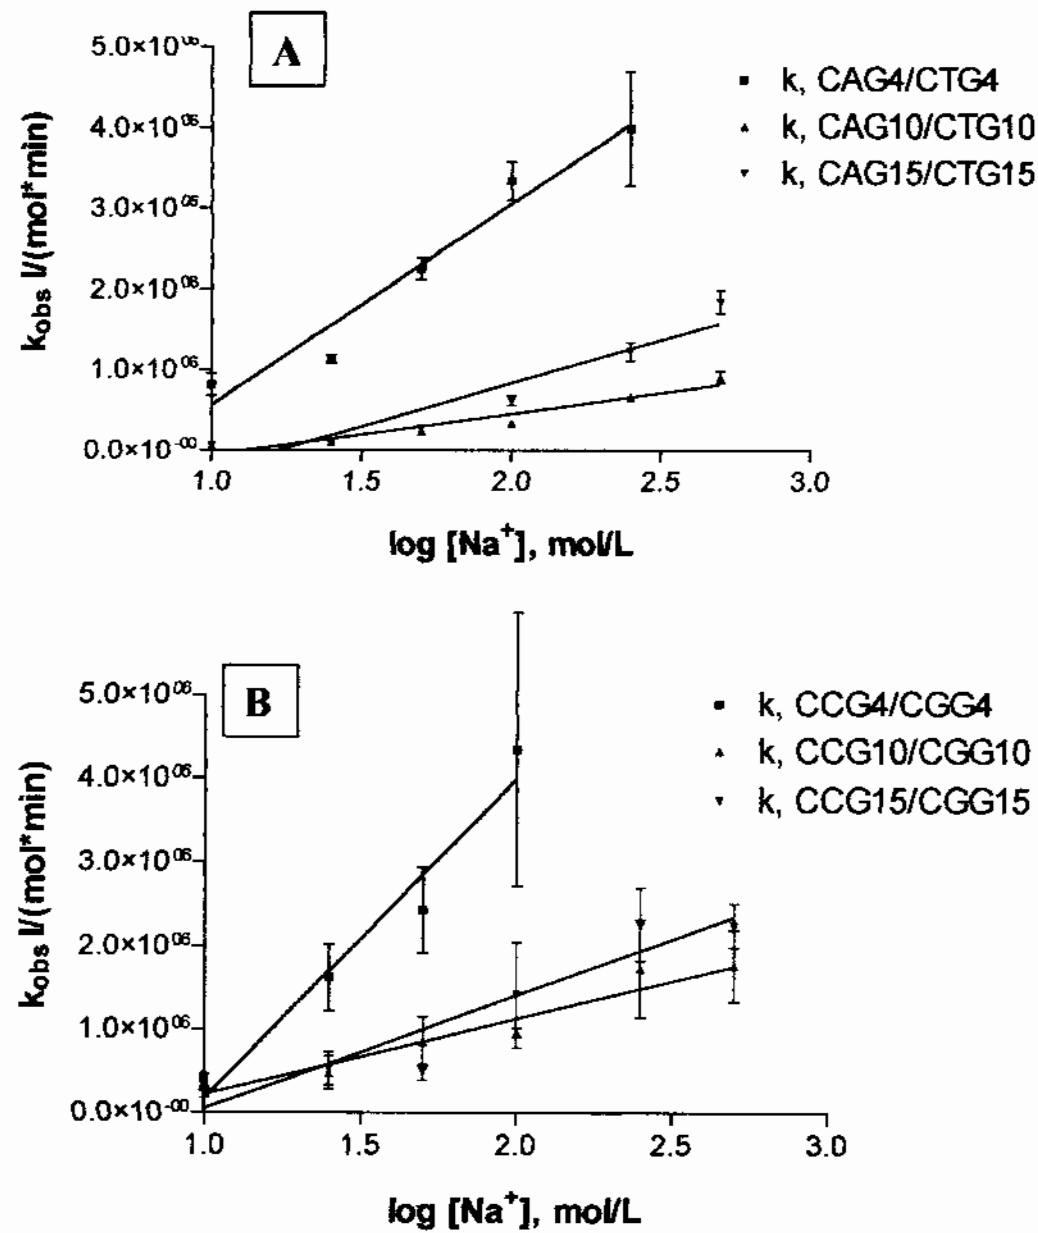 A
5.0×10⁰⁶
k, CAG4/CTG4
4.0×10⁰⁶
k, CAG10/CTG10
k, CAG15/CTG15
3.0×10⁰⁶
2.0×10⁰⁶
1.0×10⁰⁶
0.0×10⁻⁰⁰
k_obs l/(mol*min)
1.0 1.5 2.0 2.5 3.0
log [Na⁺], mol/L
B
5.0×10⁰⁶
k, CCG4/CGG4
4.0×10⁰⁶
k, CCG10/CGG10
k, CCG15/CGG15
3.0×10⁰⁶
2.0×10⁰⁶
1.0×10⁰⁶
0.0×10⁻⁰⁰
k_obs l/(mol*min)
1.0 1.5 2.0 2.5 3.0
log [Na⁺], mol/L